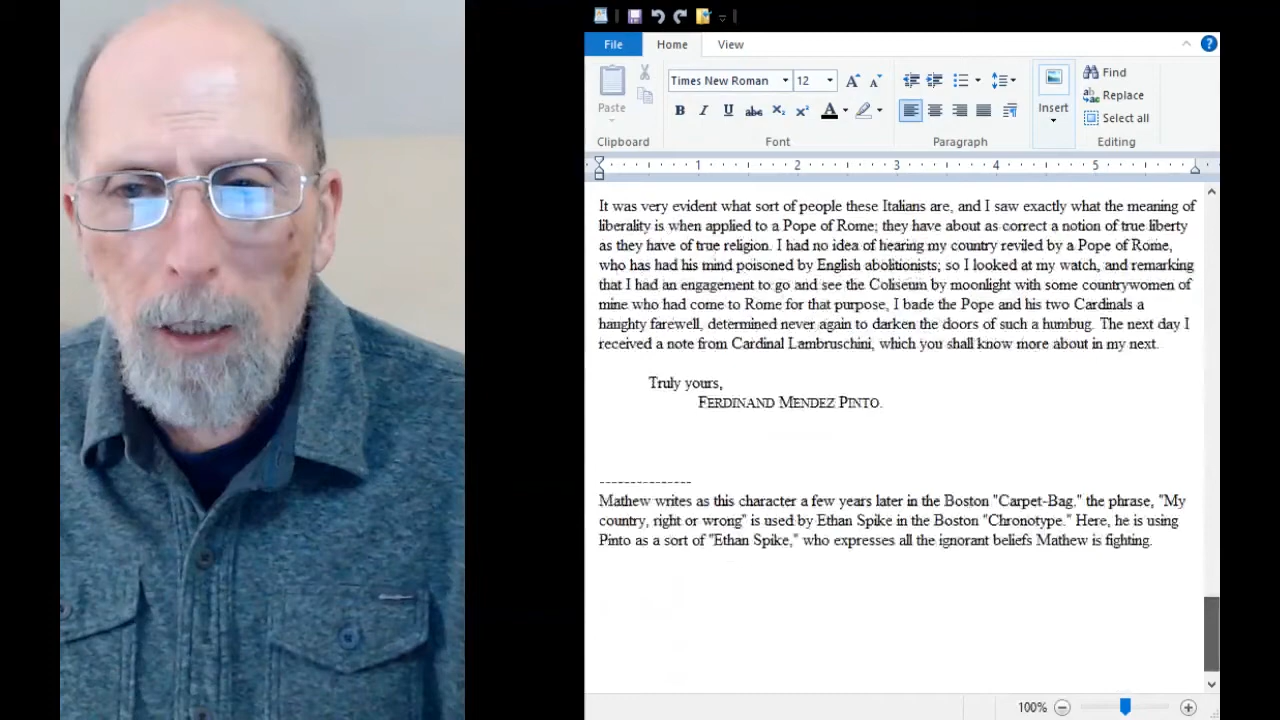 File Home View
Paste
Times New Roman 12
B I U abc X₂ X² A
Insert
Find
Replace
Select all
Clipboard Font Paragraph Editing
1 2 3 4 5
It was very evident what sort of people these Italians are, and I saw exactly what the meaning of
liberality is when applied to a Pope of Rome; they have about as correct a notion of true liberty
as they have of true religion. I had no idea of hearing my country reviled by a Pope of Rome,
who has had his mind poisoned by English abolitionists; so I looked at my watch, and remarking
that I had an engagement to go and see the Coliseum by moonlight with some countrywomen of
mine who had come to Rome for that purpose, I bade the Pope and his two Cardinals a
haughty farewell, determined never again to darken the doors of such a humbug. The next day I
received a note from Cardinal Lambruschini, which you shall know more about in my next.
Truly yours,
FERDINAND MENDEZ PINTO.
---------------
Mathew writes as this character a few years later in the Boston "Carpet-Bag." the phrase, "My
country, right or wrong" is used by Ethan Spike in the Boston "Chronotype." Here, he is using
Pinto as a sort of "Ethan Spike," who expresses all the ignorant beliefs Mathew is fighting.
100%